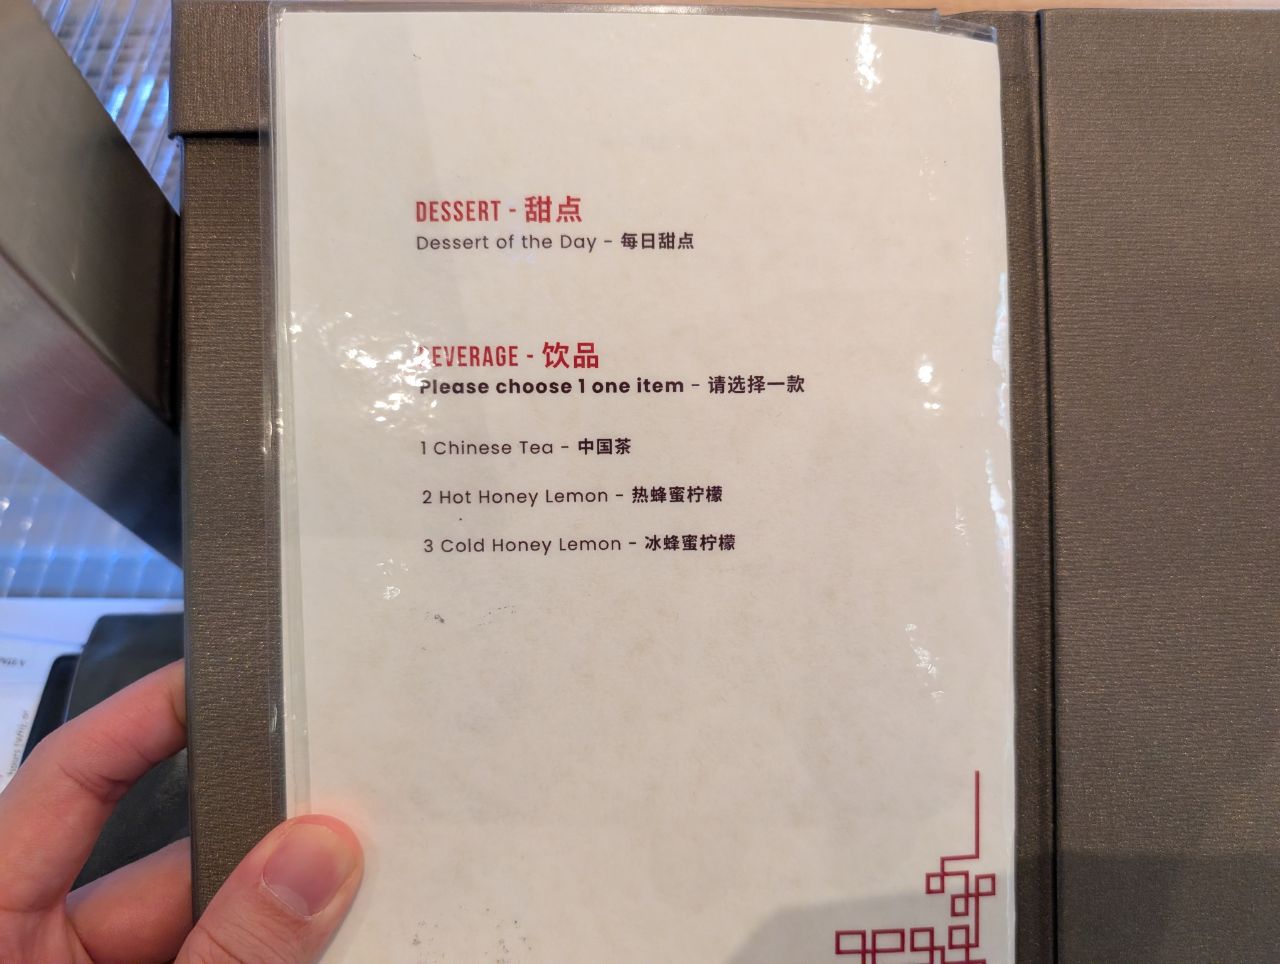 DESSERT - 甜点
Dessert of the Day - 每日甜点
BEVERAGE - 饮品
Please choose 1 one item - 请选择一款
1 Chinese Tea - 中国茶
2 Hot Honey Lemon - 热蜂蜜柠檬
3 Cold Honey Lemon - 冰蜂蜜柠檬